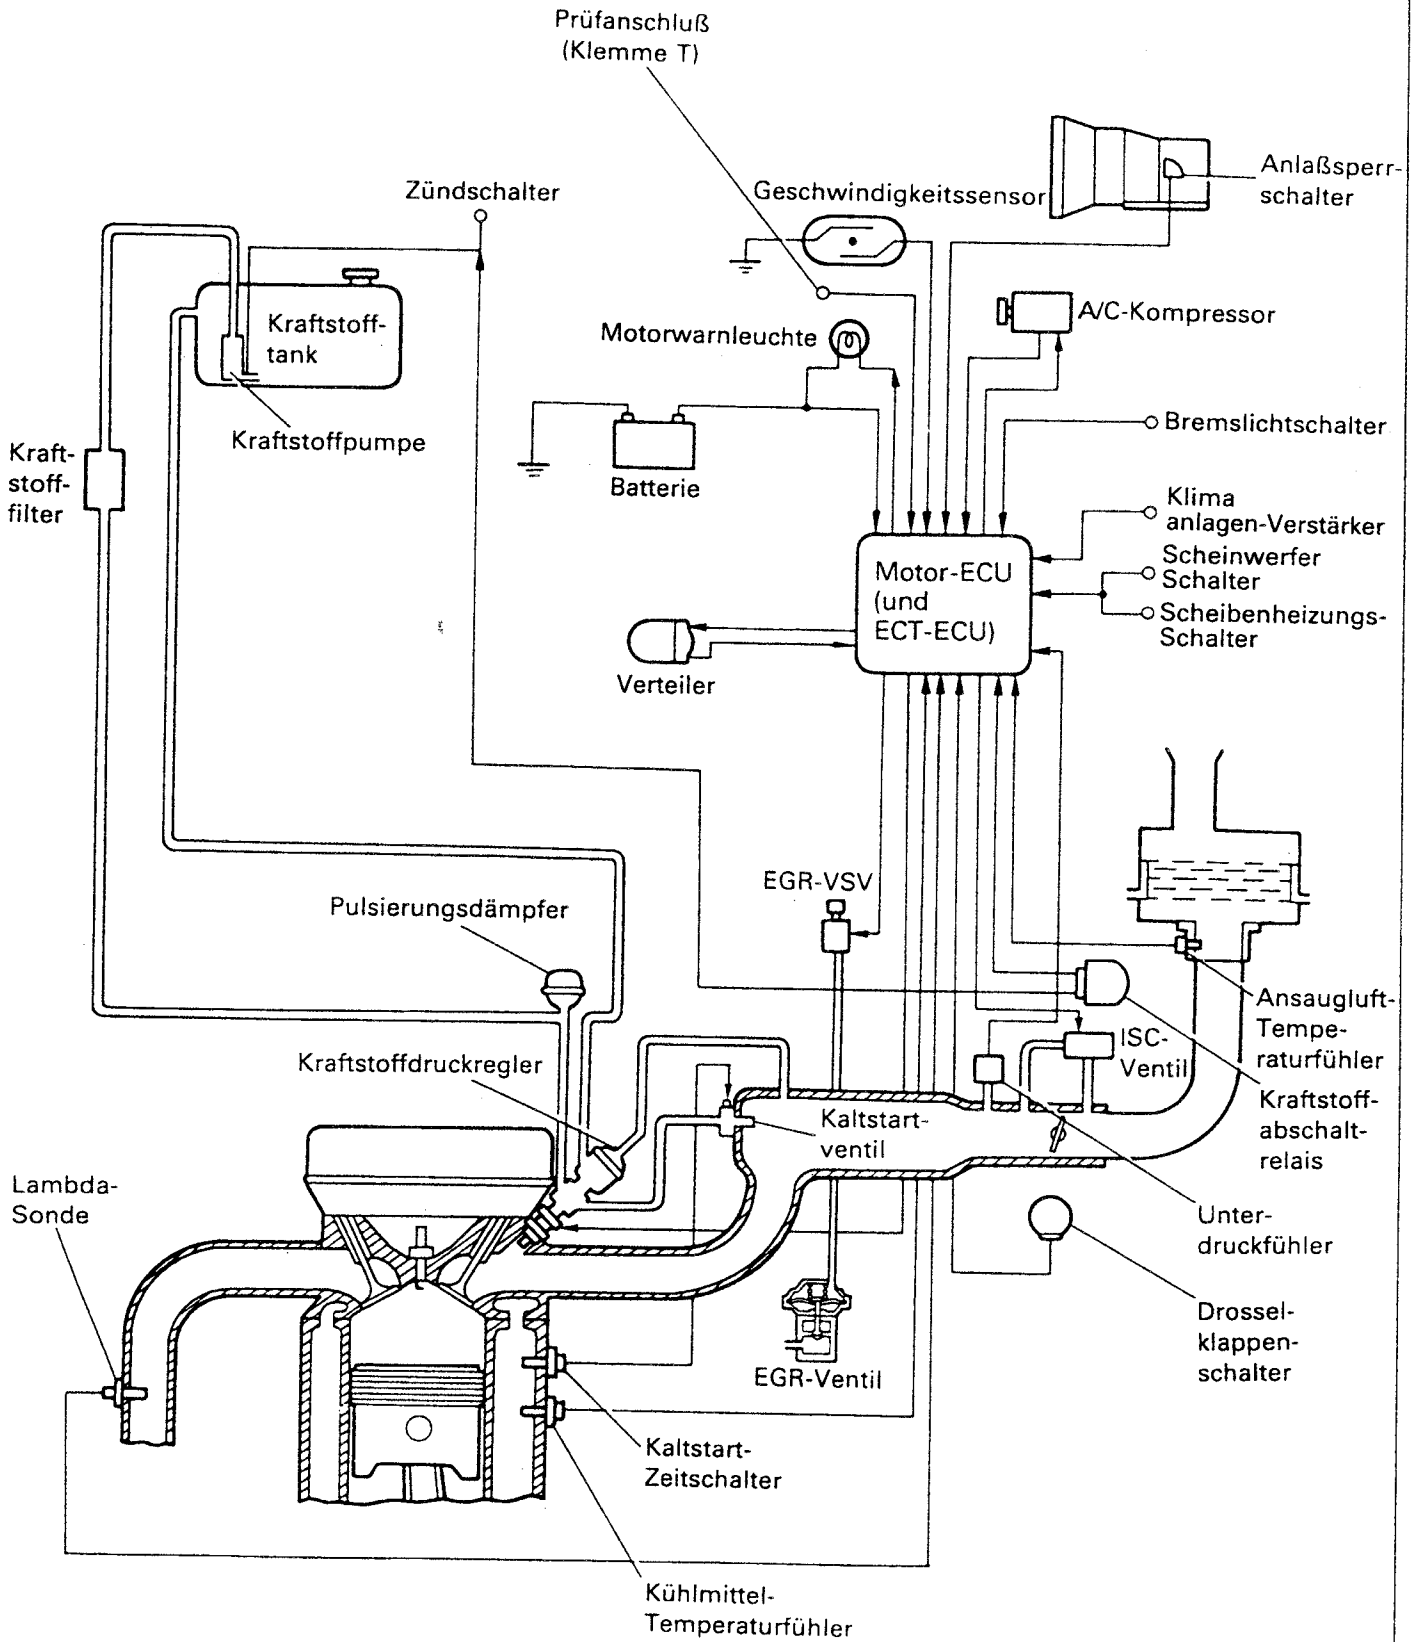 Prüfanschluß
(Klemme T)
Anlaßsperr-
schalter
Zündschalter
Geschwindigkeitssensor
Kraftstoff-
tank
Motorwarnleuchte
A/C-Kompressor
Kraftstoffpumpe
Bremslichtschalter
Kraft-
stoff-
filter
Batterie
Klima
anlagen-Verstärker
Scheinwerfer
Schalter
Motor-ECU
(und
ECT-ECU)
Scheibenheizungs-
Schalter
Verteiler
EGR-VSV
Pulsierungsdämpfer
Ansaugluft-
Tempe-
raturfühler
ISC-
Ventil
Kraftstoffdruckregler
Kraftstoff-
abschalt-
relais
Kaltstart-
ventil
Lambda-
Sonde
Unter-
druckfühler
Drossel-
klappen-
schalter
EGR-Ventil
Kaltstart-
Zeitschalter
Kühlmittel-
Temperaturfühler